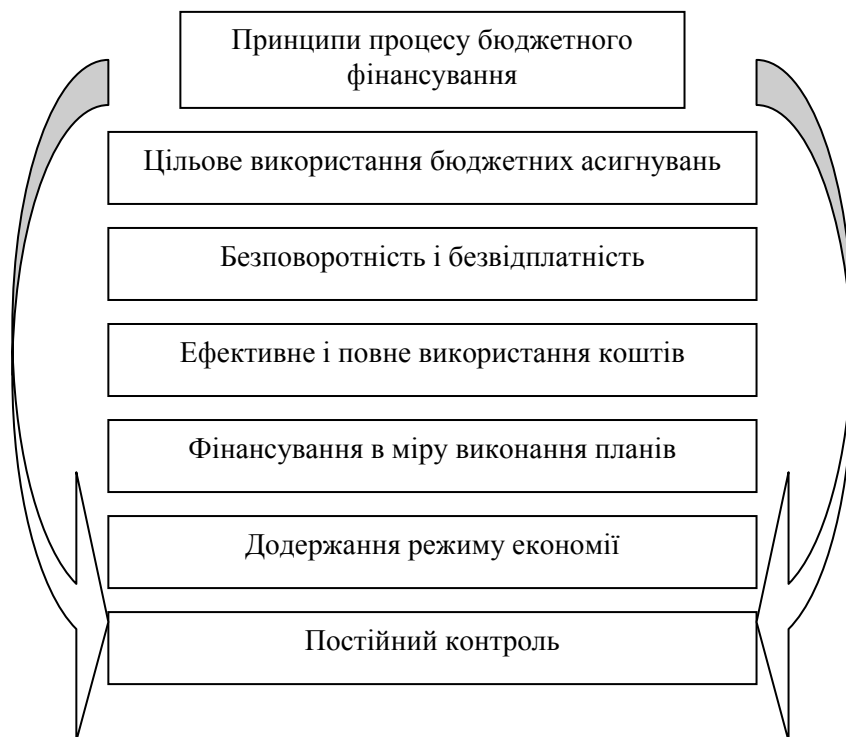 Принципи процесу бюджетного
фінансування
Цільове використання бюджетних асигнувань
Безповоротність і безвідплатність
Ефективне і повне використання коштів
Фінансування в міру виконання планів
Додержання режиму економії
Постійний контроль